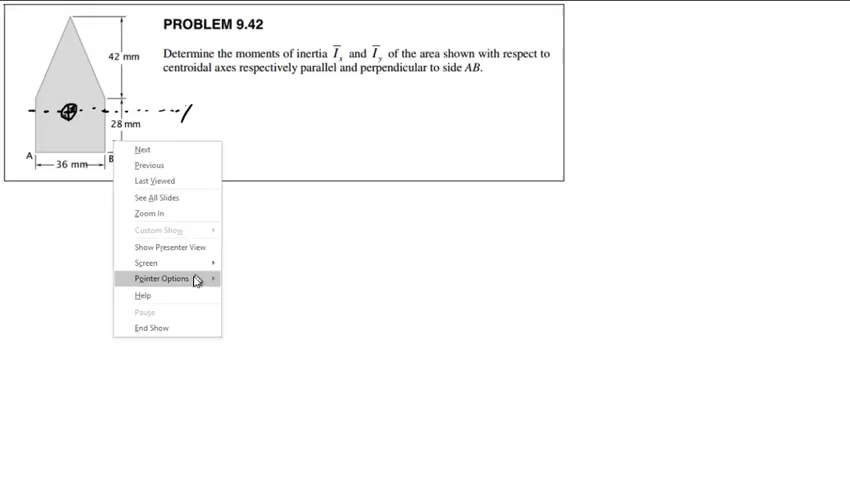 PROBLEM 9.42
Determine the moments of inertia I̅x and I̅y of the area shown with respect to
centroidal axes respectively parallel and perpendicular to side AB.
42 mm
28 mm
A
B
36 mm
Next
Previous
Last Viewed
See All Slides
Zoom In
Custom Show
Show Presenter View
Screen
Pointer Options
Help
Pause
End Show